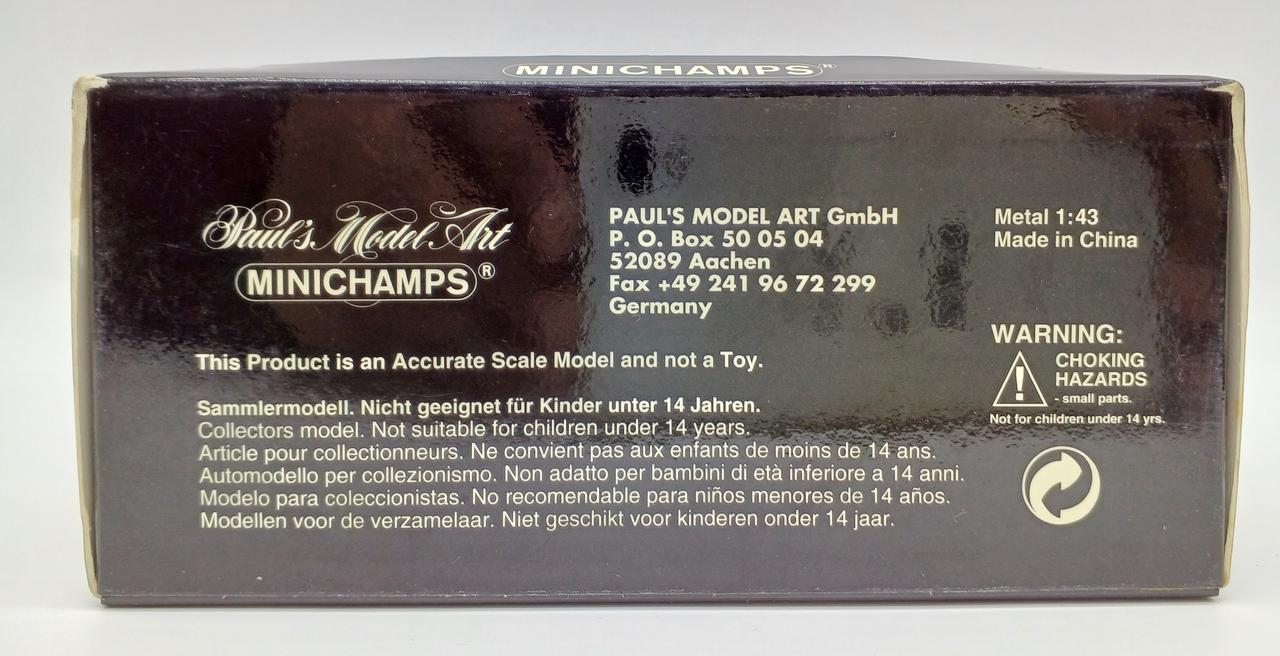 MINICHAMPS®
Paul's Model Art
MINICHAMPS®
PAUL'S MODEL ART GmbH
P. O. Box 50 05 04
52089 Aachen
Fax +49 241 96 72 299
Germany
Metal 1:43
Made in China
This Product is an Accurate Scale Model and not a Toy.
Sammlermodell. Nicht geeignet für Kinder unter 14 Jahren.
Collectors model. Not suitable for children under 14 years.
Article pour collectionneurs. Ne convient pas aux enfants de moins de 14 ans.
Automodello per collezionismo. Non adatto per bambini di età inferiore a 14 anni.
Modelo para coleccionistas. No recomendable para niños menores de 14 años.
Modellen voor de verzamelaar. Niet geschikt voor kinderen onder 14 jaar.
WARNING:
CHOKING
HAZARDS
- small parts.
Not for children under 14 yrs.